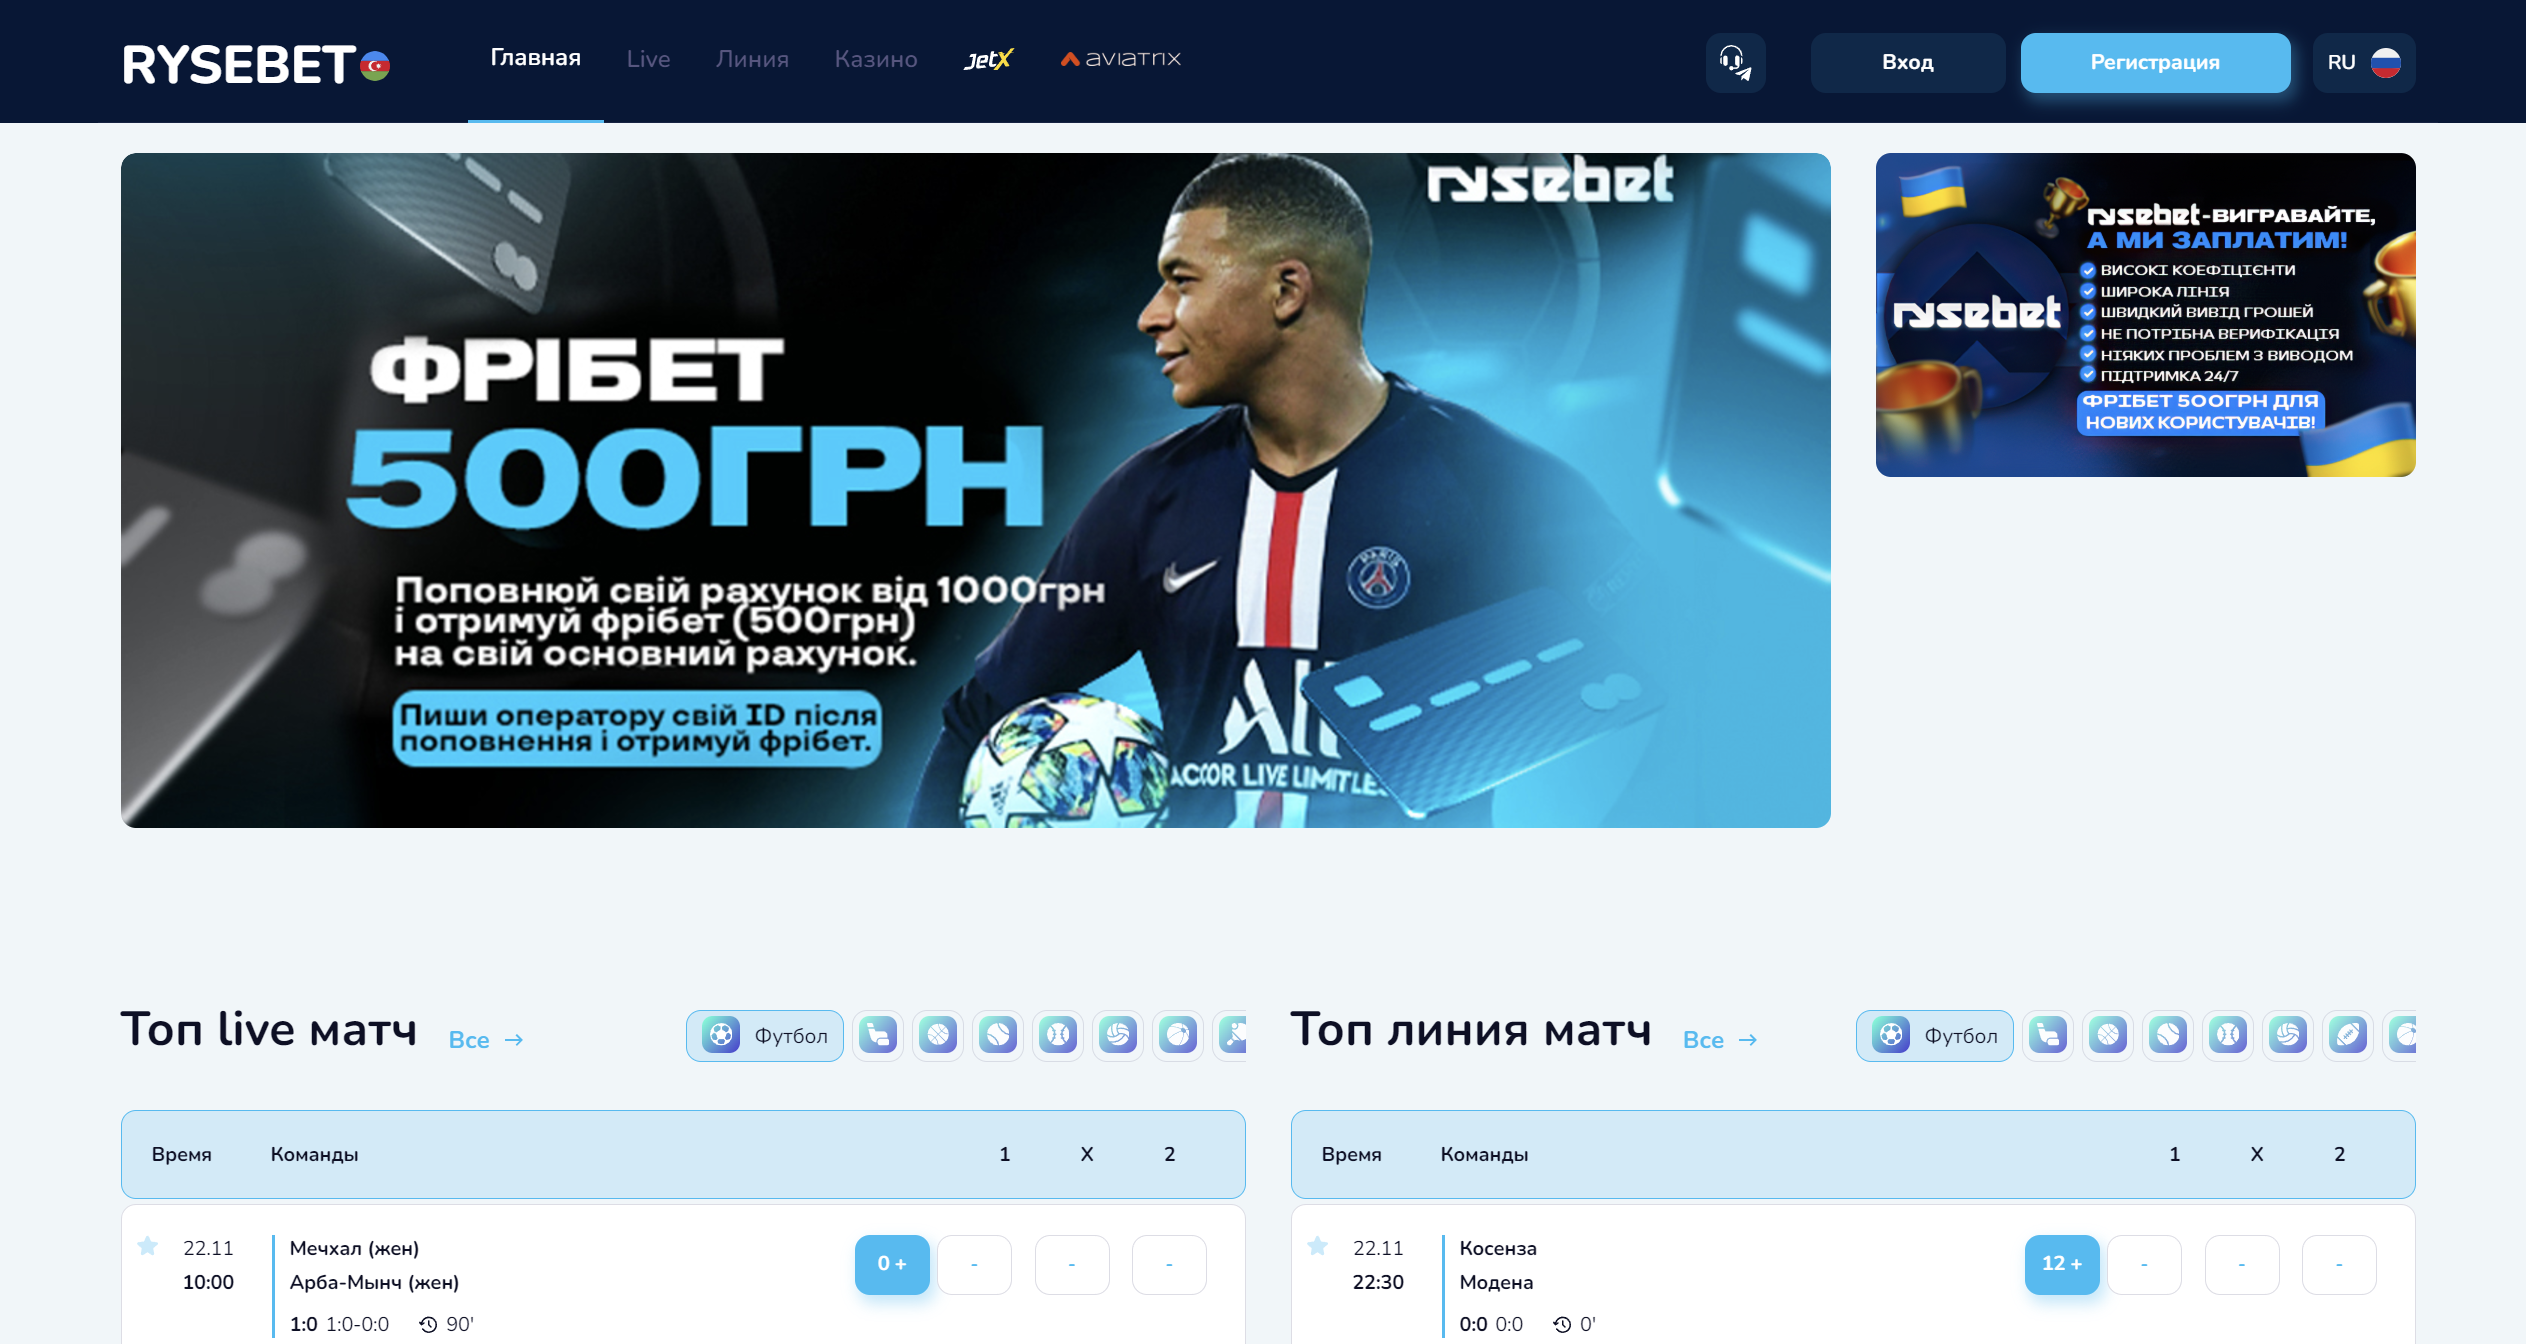 RYSEBET
Главная
Live
Линия
Казино
JetX
aviatrix
Вход
Регистрация
RU
rysebet
ФРІБЕТ
500ГРН
Поповнюй свій рахунок від 1000грн
і отримуй фрібет (500грн)
на свій основний рахунок.
Пиши оператору свій ID після
поповнення і отримуй фрібет.
PARIS
ACCOR LIVE LIMITLE
rysebet
rysebet-ВИГРАВАЙТЕ,
А МИ ЗАПЛАТИМ!
ВИСОКІ КОЕФІЦІЄНТИ
ШИРОКА ЛІНІЯ
ШВИДКИЙ ВИВІД ГРОШЕЙ
НЕ ПОТРІБНА ВЕРИФІКАЦІЯ
НІЯКИХ ПРОБЛЕМ З ВИВОДОМ
ПІДТРИМКА 24/7
ФРІБЕТ 500ГРН ДЛЯ
НОВИХ КОРИСТУВАЧІВ!
Топ live матч
Все →
Футбол
Время Команды 1 X 2
22.11 Мечхал (жен) 0 + - - -
10:00 Арба-Мынч (жен)
1:0 1:0-0:0 90'
Топ линия матч
Все →
Футбол
Время Команды 1 X 2
22.11 Косенза 12 + - - -
22:30 Модена
0:0 0:0 0'